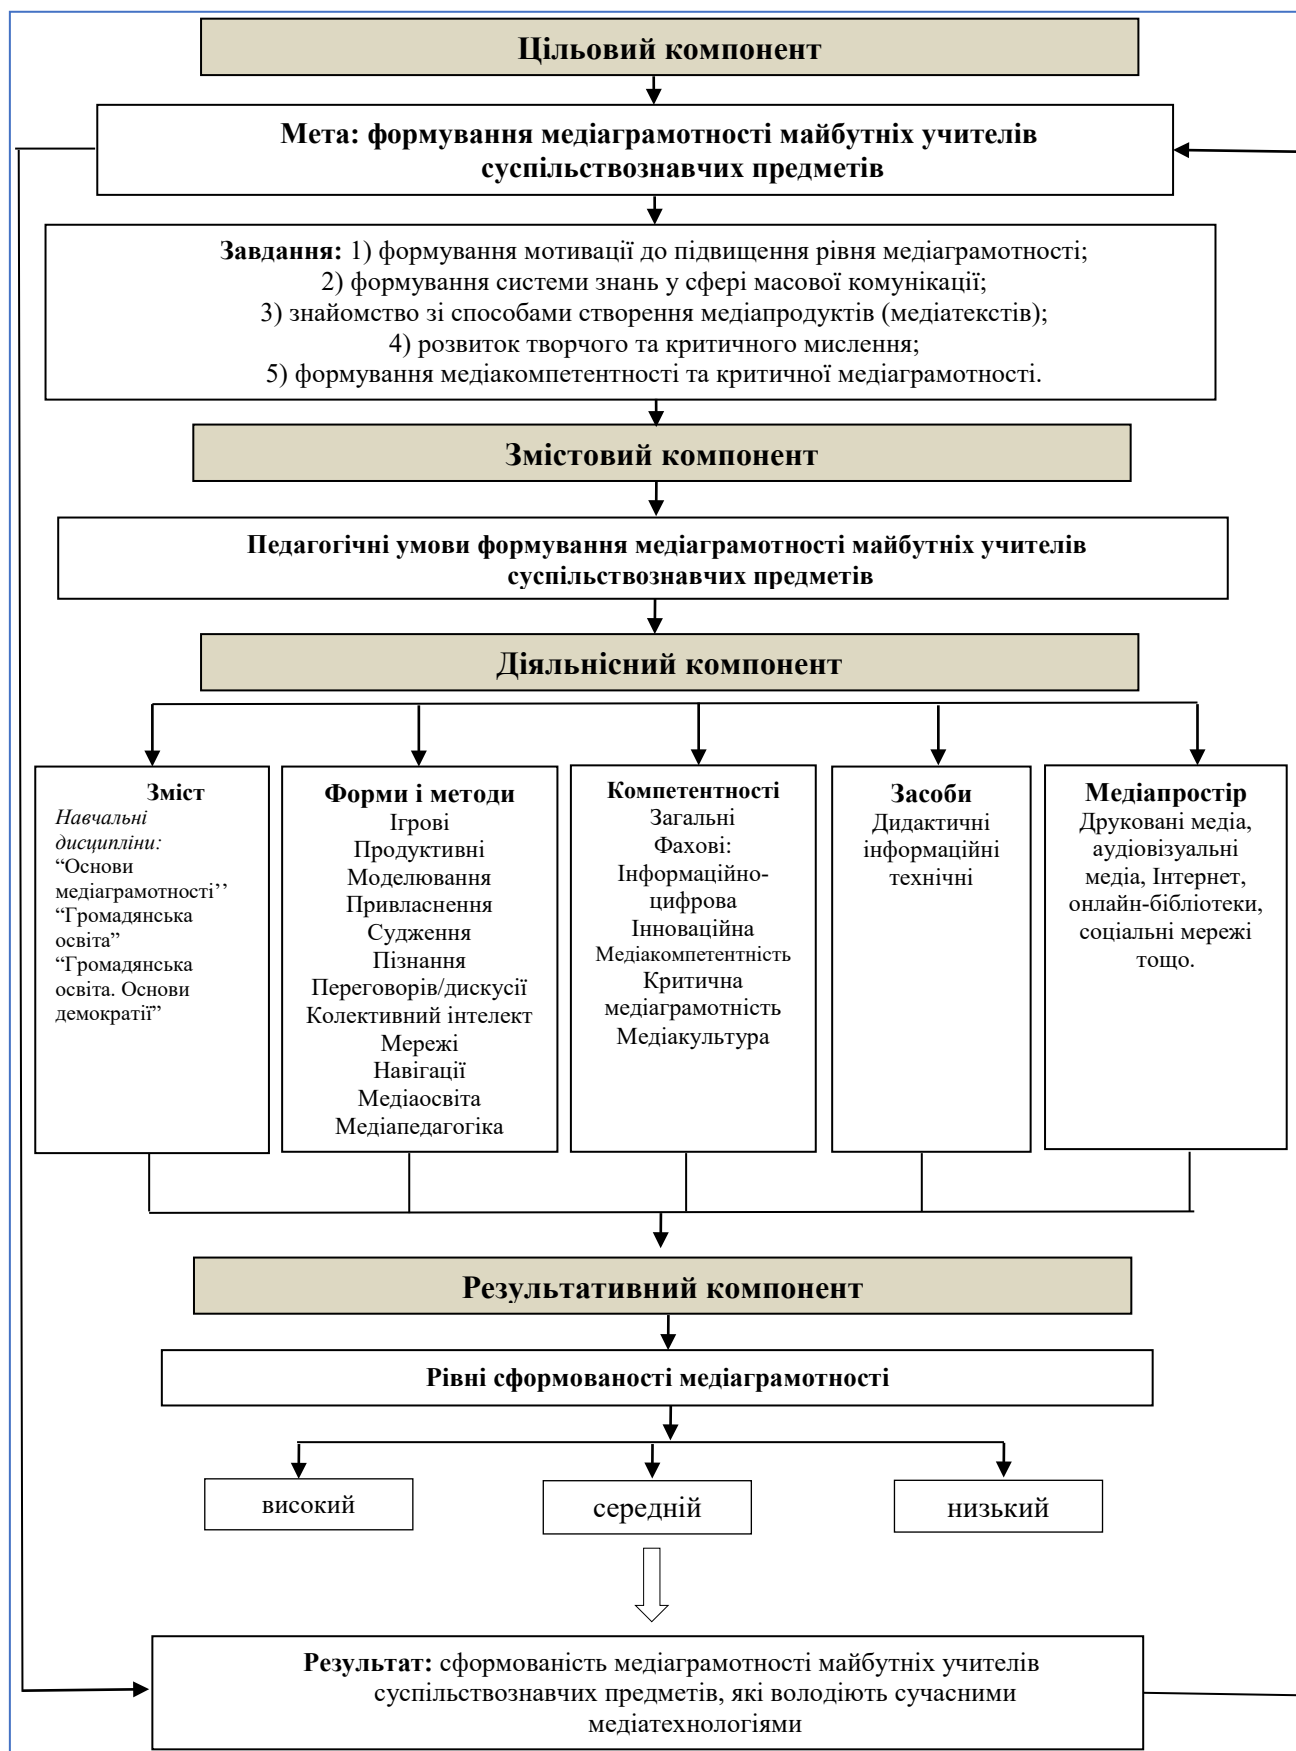 Цільовий компонент
Мета: формування медіаграмотності майбутніх учителів
суспільствознавчих предметів
Завдання: 1) формування мотивації до підвищення рівня медіаграмотності;
2) формування системи знань у сфері масової комунікації;
3) знайомство зі способами створення медіапродуктів (медіатекстів);
4) розвиток творчого та критичного мислення;
5) формування медіакомпетентності та критичної медіаграмотності.
Змістовий компонент
Педагогічні умови формування медіаграмотності майбутніх учителів
суспільствознавчих предметів
Діяльнісний компонент
Зміст
Навчальні
дисципліни:
“Основи
медіаграмотності’’
“Громадянська
освіта”
“Громадянська
освіта. Основи
демократії”
Форми і методи
Ігрові
Продуктивні
Моделювання
Привласнення
Судження
Пізнання
Переговорів/дискусії
Колективний інтелект
Мережі
Навігації
Медіаосвіта
Медіапедагогіка
Компетентності
Загальні
Фахові:
Інформаційно-
цифрова
Інноваційна
Медіакомпетентність
Критична
медіаграмотність
Медіакультура
Засоби
Дидактичні
інформаційні
технічні
Медіапростір
Друковані медіа,
аудіовізуальні
медіа, Інтернет,
онлайн-бібліотеки,
соціальні мережі
тощо.
Результативний компонент
Рівні сформованості медіаграмотності
високий
середній
низький
Результат: сформованість медіаграмотності майбутніх учителів
суспільствознавчих предметів, які володіють сучасними
медіатехнологіями